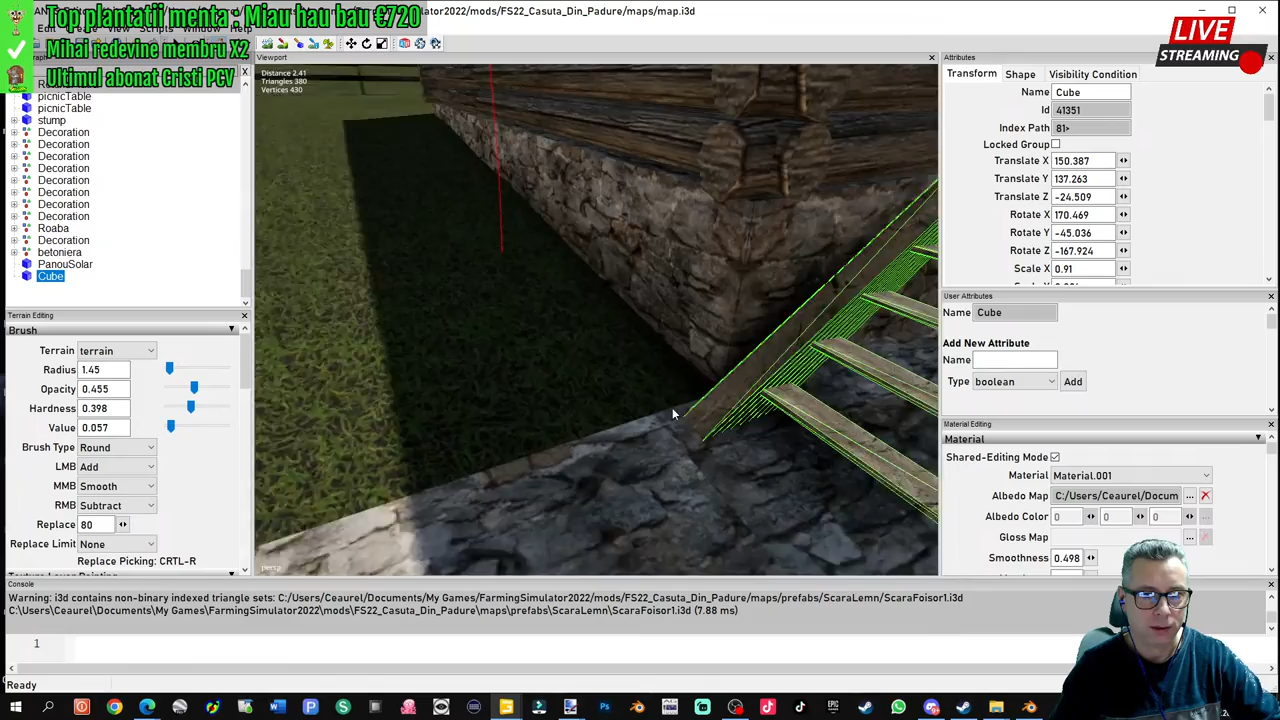 Top plantatii menta : Miau hau bau €720
Mihai redevine membru X2
Ultimul abonat Cristi PCV
LIVE
STREAMING
lator2022/mods/FS22_Casuta_Din_Padure/maps/map.i3d
Viewport
Distance 2.41
Triangles 380
Vertices 430
persp
picnicTable
picnicTable
stump
Decoration
Decoration
Decoration
Decoration
Decoration
Decoration
Decoration
Decoration
Roaba
Decoration
betoniera
PanouSolar
Cube
Terrain Editing
Brush
Terrain terrain
Radius 1.45
Opacity 0.455
Hardness 0.398
Value 0.057
Brush Type Round
LMB Add
MMB Smooth
RMB Subtract
Replace 80
Replace Limit None
Replace Picking: CRTL-R
Attributes
Transform Shape Visibility Condition
Name Cube
Id 41351
Index Path 81>
Locked Group
Translate X 150.387
Translate Y 137.263
Translate Z -24.509
Rotate X 170.469
Rotate Y -45.036
Rotate Z -167.924
Scale X 0.91
User Attributes
Name Cube
Add New Attribute
Name
Type boolean Add
Material Editing
Material
Shared-Editing Mode
Material Material.001
Albedo Map C:/Users/Ceaurel/Docum ...
Albedo Color 0 0 0
Gloss Map ...
Smoothness 0.498
Console
Warning: i3d contains non-binary indexed triangle sets: C:/Users/Ceaurel/Documents/My Games/FarmingSimulator2022/mods/FS22_Casuta_Din_Padure/maps/prefabs/ScaraLemn/ScaraFoisor1.i3d
C:\Users\Ceaurel\Documents\My Games\FarmingSimulator2022\mods\FS22_Casuta_Din_Padure\maps\prefabs\ScaraLemn\ScaraFoisor1.i3d (7.88 ms)
1
Ready